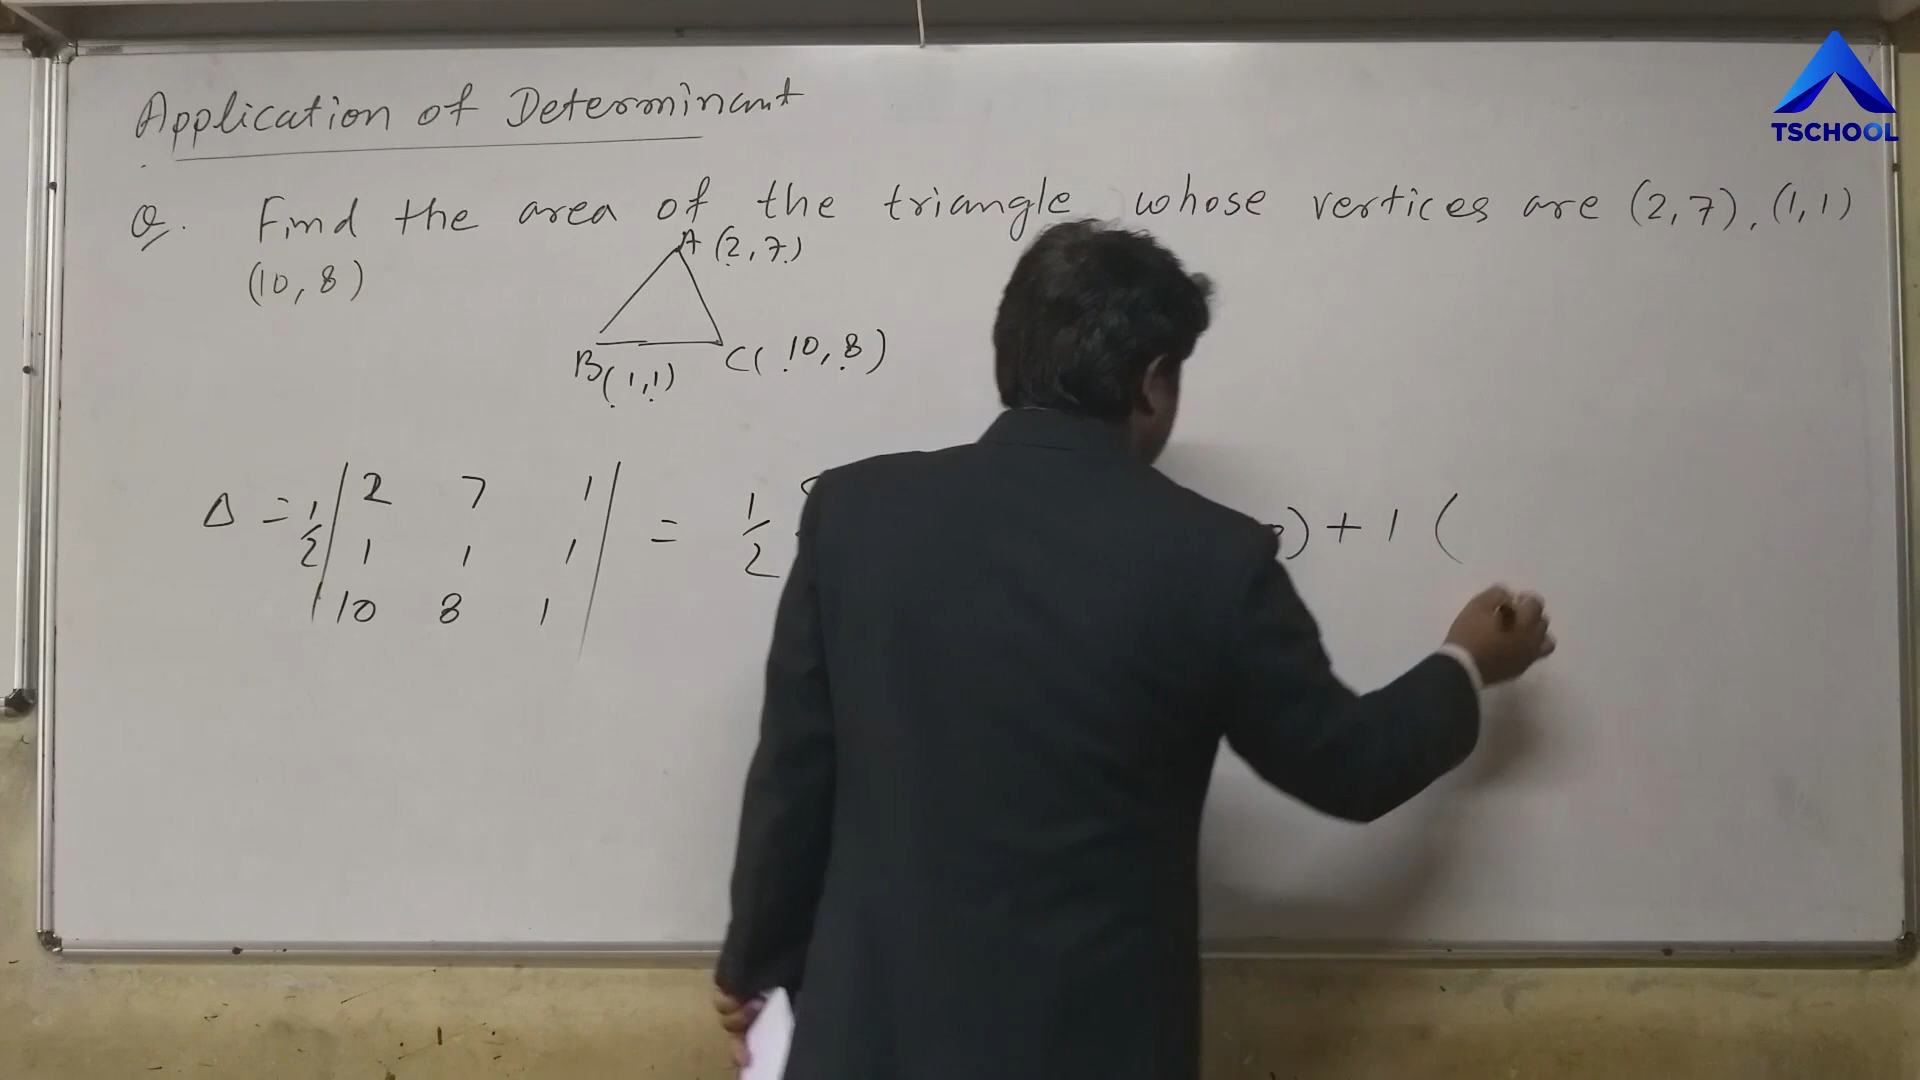 TSCHOOL
Application of Determinant
Q. Find the area of the triangle whose vertices are (2,7), (1,1)
(10, 8)
A (2,7)
B(1,1)
C( 10, 8)
Δ = 1/2 | 2 7 1 | = 1/2 ) + 1 (
1 1 1
10 8 1